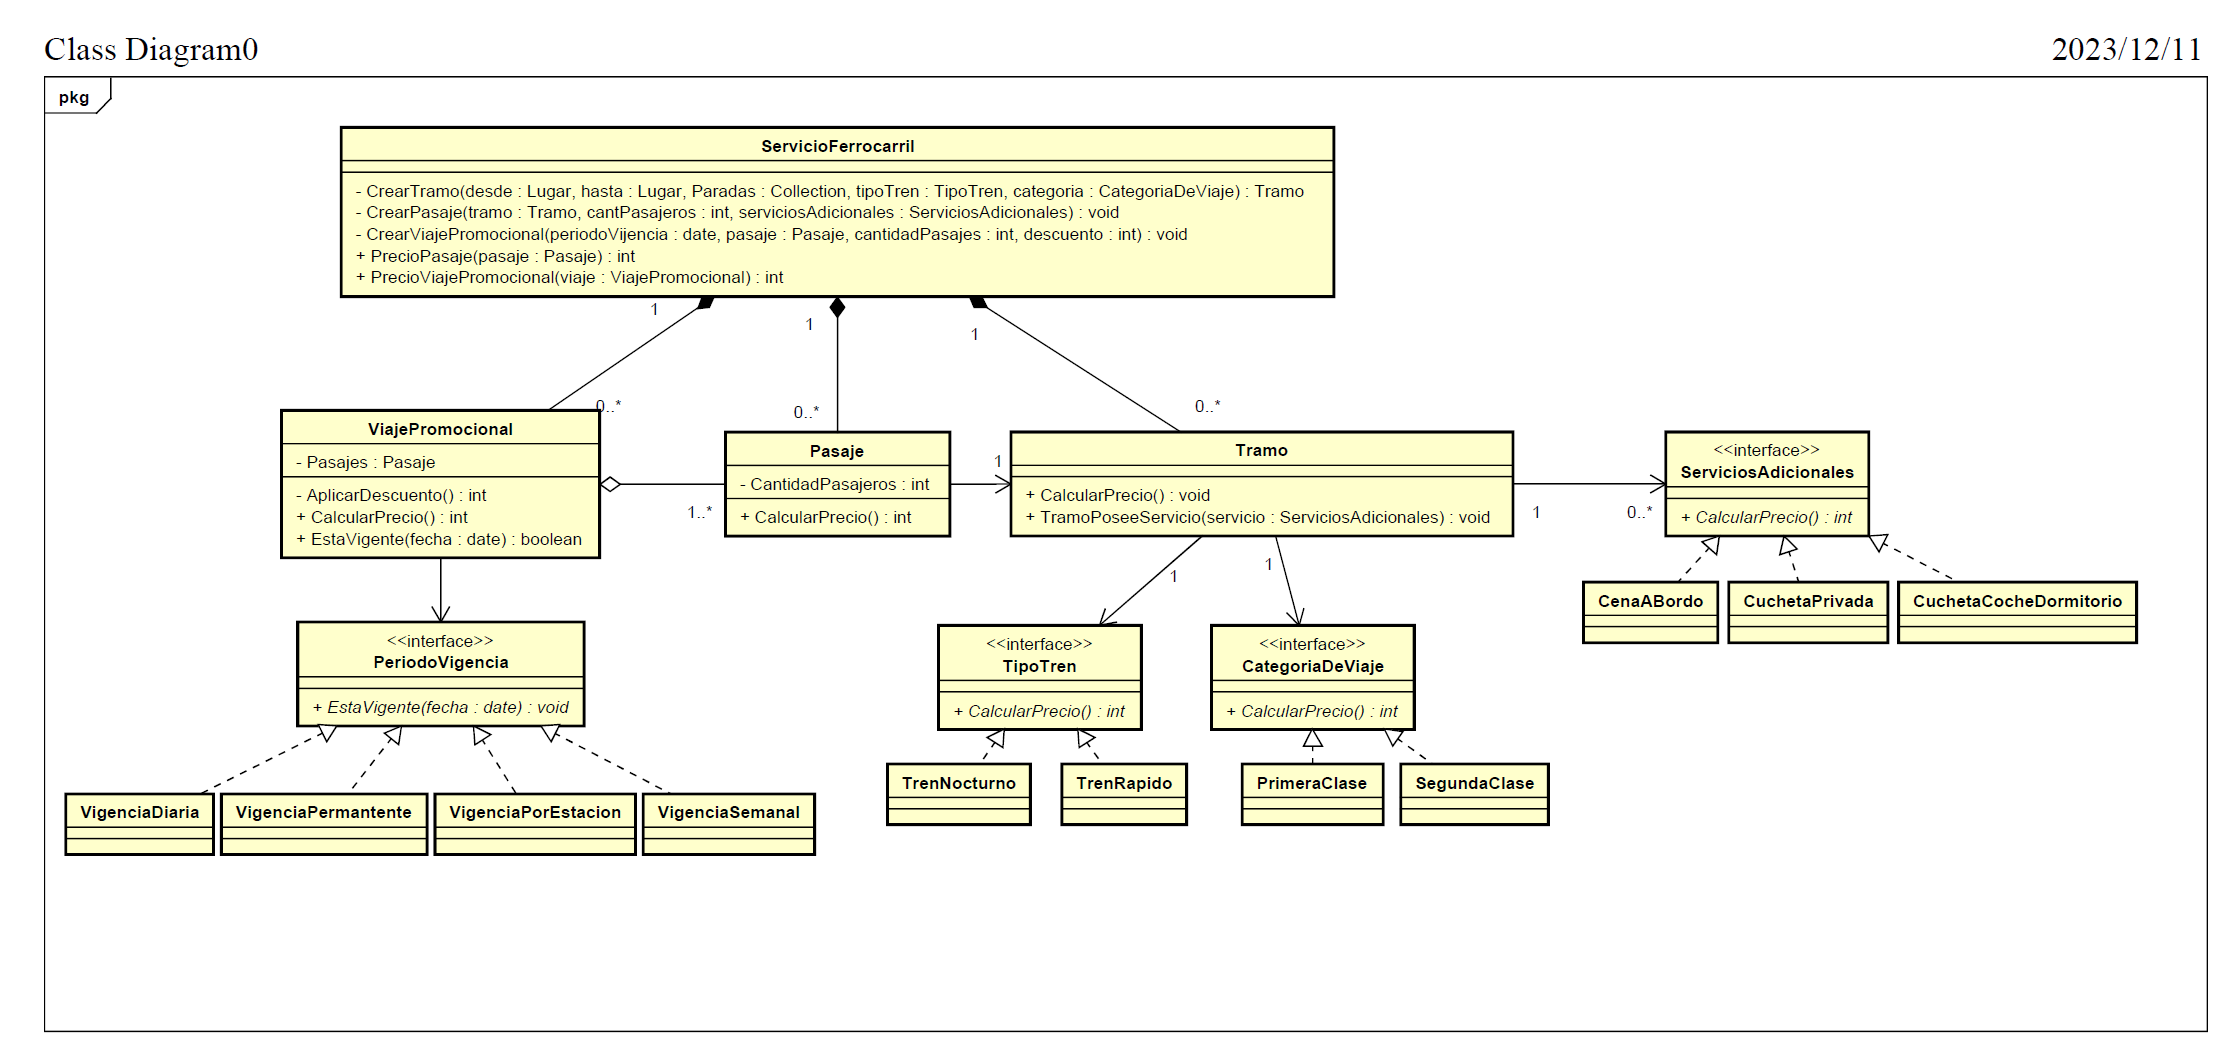 Class Diagram0
2023/12/11
pkg
ServicioFerrocarril
- CrearTramo(desde : Lugar, hasta : Lugar, Paradas : Collection, tipoTren : TipoTren, categoria : CategoriaDeViaje) : Tramo
- CrearPasaje(tramo : Tramo, cantPasajeros : int, serviciosAdicionales : ServiciosAdicionales) : void
- CrearViajePromocional(periodoVijencia : date, pasaje : Pasaje, cantidadPasajes : int, descuento : int) : void
+ PrecioPasaje(pasaje : Pasaje) : int
+ PrecioViajePromocional(viaje : ViajePromocional) : int
1
1
1
0..*
0..*
0..*
ViajePromocional
- Pasajes : Pasaje
- AplicarDescuento() : int
+ CalcularPrecio() : int
+ EstaVigente(fecha : date) : boolean
1..*
Pasaje
- CantidadPasajeros : int
+ CalcularPrecio() : int
1
Tramo
+ CalcularPrecio() : void
+ TramoPoseeServicio(servicio : ServiciosAdicionales) : void
1
0..*
<<interface>>
ServiciosAdicionales
+ CalcularPrecio() : int
1
1
CenaABordo
CuchetaPrivada
CuchetaCocheDormitorio
<<interface>>
PeriodoVigencia
+ EstaVigente(fecha : date) : void
<<interface>>
TipoTren
+ CalcularPrecio() : int
<<interface>>
CategoriaDeViaje
+ CalcularPrecio() : int
TrenNocturno
TrenRapido
PrimeraClase
SegundaClase
VigenciaDiaria
VigenciaPermantente
VigenciaPorEstacion
VigenciaSemanal